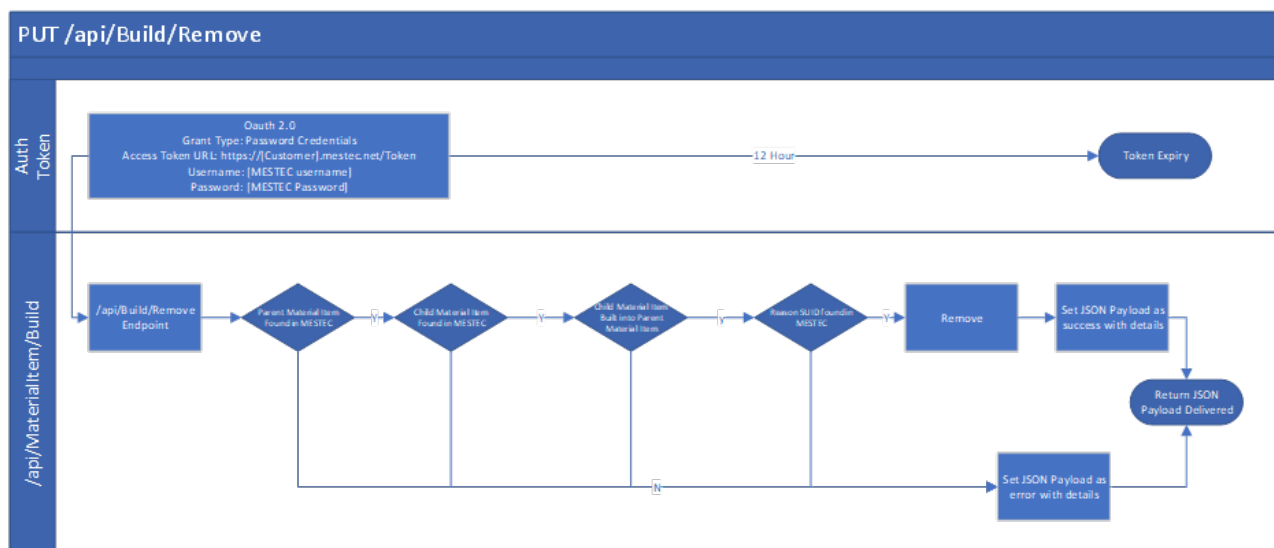 PUT /api/Build/Remove
Auth
Token
Oauth 2.0
Grant Type: Password Credentials
Access Token URL: https://[Customer].mestec.net/Token
Username: [MESTEC username]
Password: [MESTEC Password]
12 Hour
Token Expiry
/api/MaterialItem/Build
/api/Build/Remove
Endpoint
Parent Material Item
Found in MESTEC
Y
Child Material Item
Found in MESTEC
Y
Child Material Item
Built into Parent
Material Item
y
Reason SUID found in
MESTEC
Y
Remove
Set JSON Payload as
success with details
Return JSON
Payload Delivered
N
Set JSON Payload as
error with details